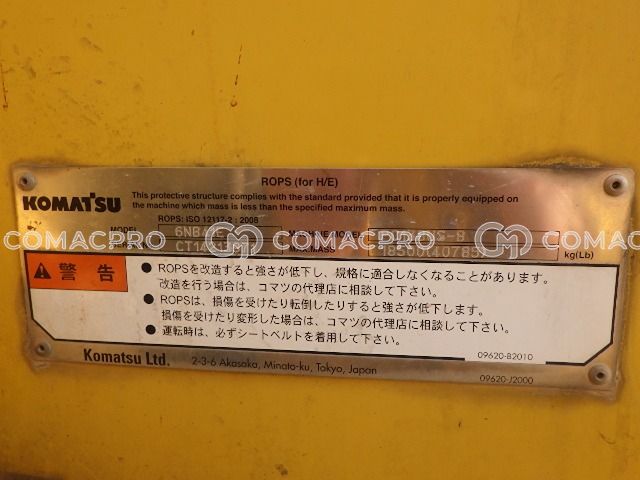 ROPS (for H/E)
KOMATSU
This protective structure complies with the standard provided that it is properly equipped on
the machine which mass is less than the specified maximum mass.
ROPS: ISO 12117-2 : 2008
MODEL
MACHINE MODEL
MASS
kg(Lb)
COMACPRO COMACPRO COMACPRO
警告
● ROPSを改造すると強さが低下し、規格に適合しなくなることがあります。
改造を行う場合は、コマツの代理店に相談して下さい。
● ROPSは、損傷を受けたり転倒したりすると強さが低下します。
損傷を受けたり変形した場合は、コマツの代理店に相談して下さい。
● 運転時は、必ずシートベルトを着用して下さい。
09620-B2010
Komatsu Ltd. 2-3-6 Akasaka, Minato-ku, Tokyo, Japan
09620-J2000